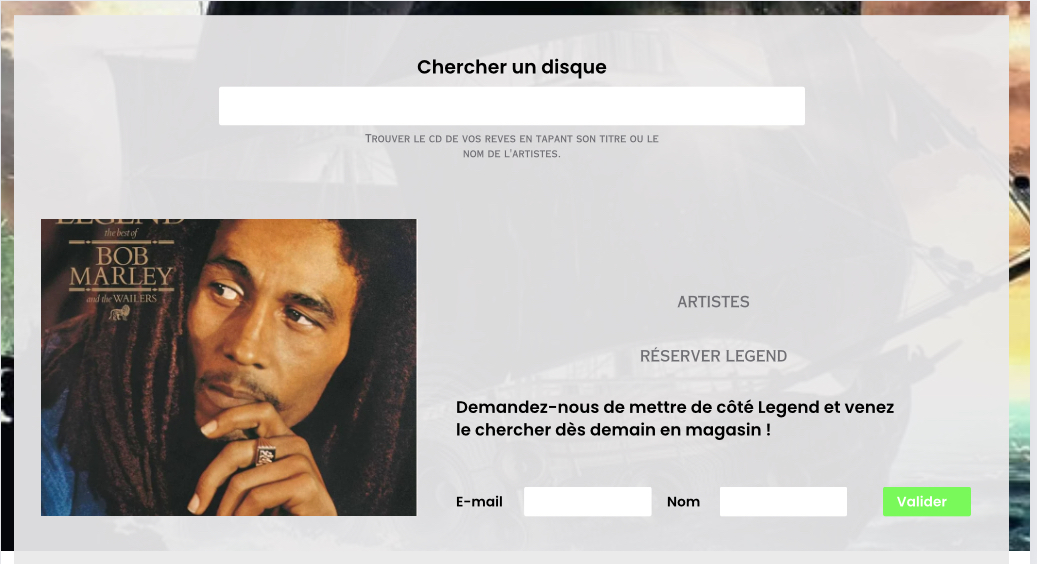 Chercher un disque
Trouver le cd de vos reves en tapant son titre ou le
nom de l'artistes.
LEGEND
the best of
BOB
MARLEY
and the WAILERS
ARTISTES
RÉSERVER LEGEND
Demandez-nous de mettre de côté Legend et venez
le chercher dès demain en magasin !
E-mail Nom Valider